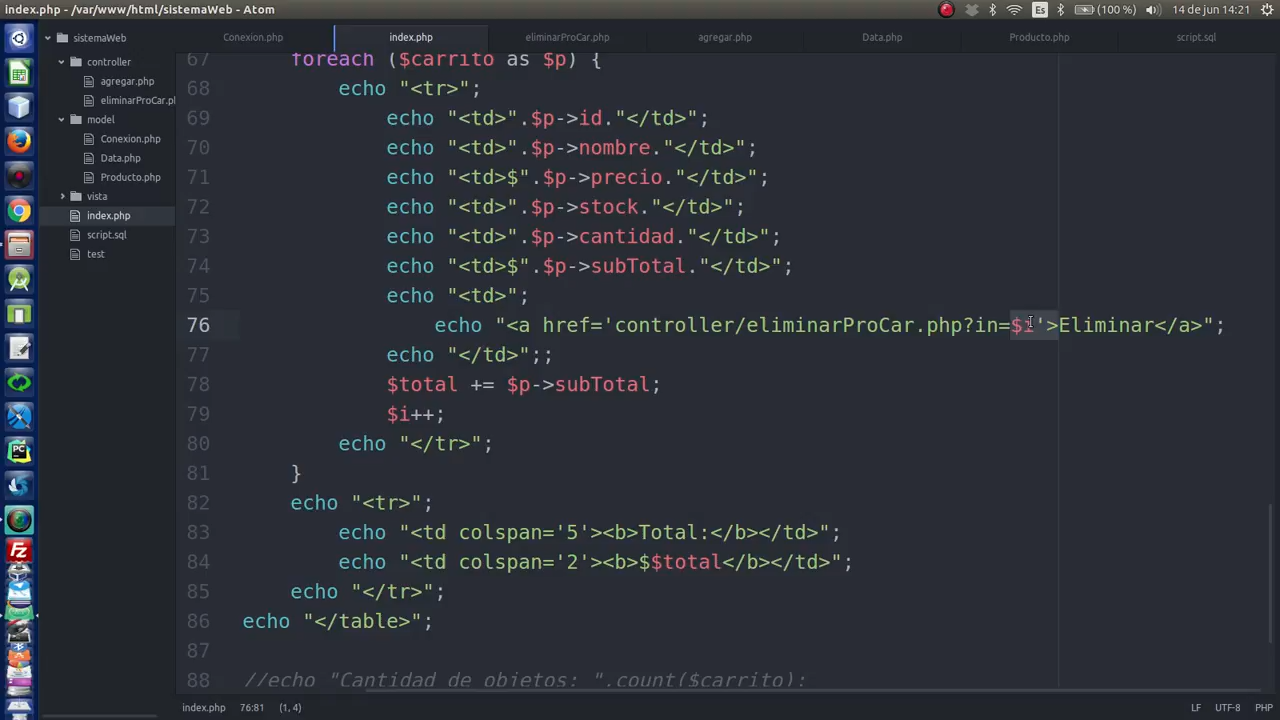 index.php - /var/www/html/sistemaWeb - Atom
Es
(100 %)
14 de jun 14:21
sistemaWeb
controller
agregar.php
eliminarProCar.p
model
Conexion.php
Data.php
Producto.php
vista
index.php
script.sql
test
Conexion.php
index.php
eliminarProCar.php
agregar.php
Data.php
Producto.php
script.sql
67 foreach ($carrito as $p) {
68 echo "<tr>";
69 echo "<td>".$p->id."</td>";
70 echo "<td>".$p->nombre."</td>";
71 echo "<td>$".$p->precio."</td>";
72 echo "<td>".$p->stock."</td>";
73 echo "<td>".$p->cantidad."</td>";
74 echo "<td>$".$p->subTotal."</td>";
75 echo "<td>";
76 echo "<a href='controller/eliminarProCar.php?in=$i'>Eliminar</a>";
77 echo "</td>";;
78 $total += $p->subTotal;
79 $i++;
80 echo "</tr>";
81 }
82 echo "<tr>";
83 echo "<td colspan='5'><b>Total:</b></td>";
84 echo "<td colspan='2'><b>$$total</b></td>";
85 echo "</tr>";
86 echo "</table>";
87
88 //echo "Cantidad de objetos: ".count($carrito);
index.php 76:81 (1, 4)
LF UTF-8 PHP